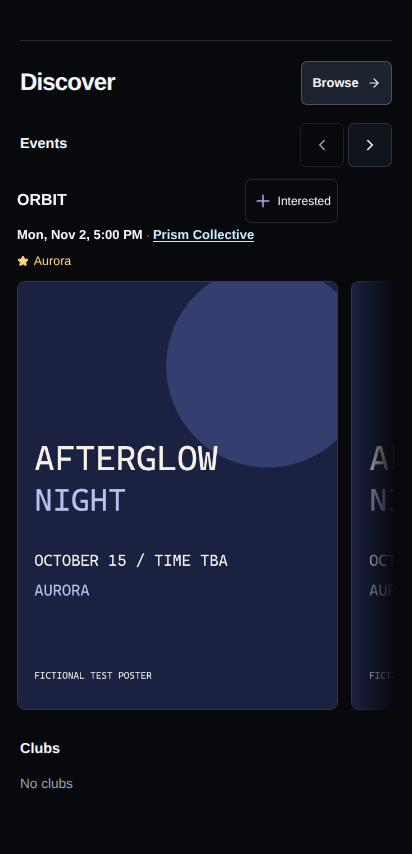 Discover
Browse
Events
ORBIT
Interested
Mon, Nov 2, 5:00 PM · Prism Collective
Aurora
AFTERGLOW
NIGHT
OCTOBER 15 / TIME TBA
AURORA
FICTIONAL TEST POSTER
Clubs
No clubs